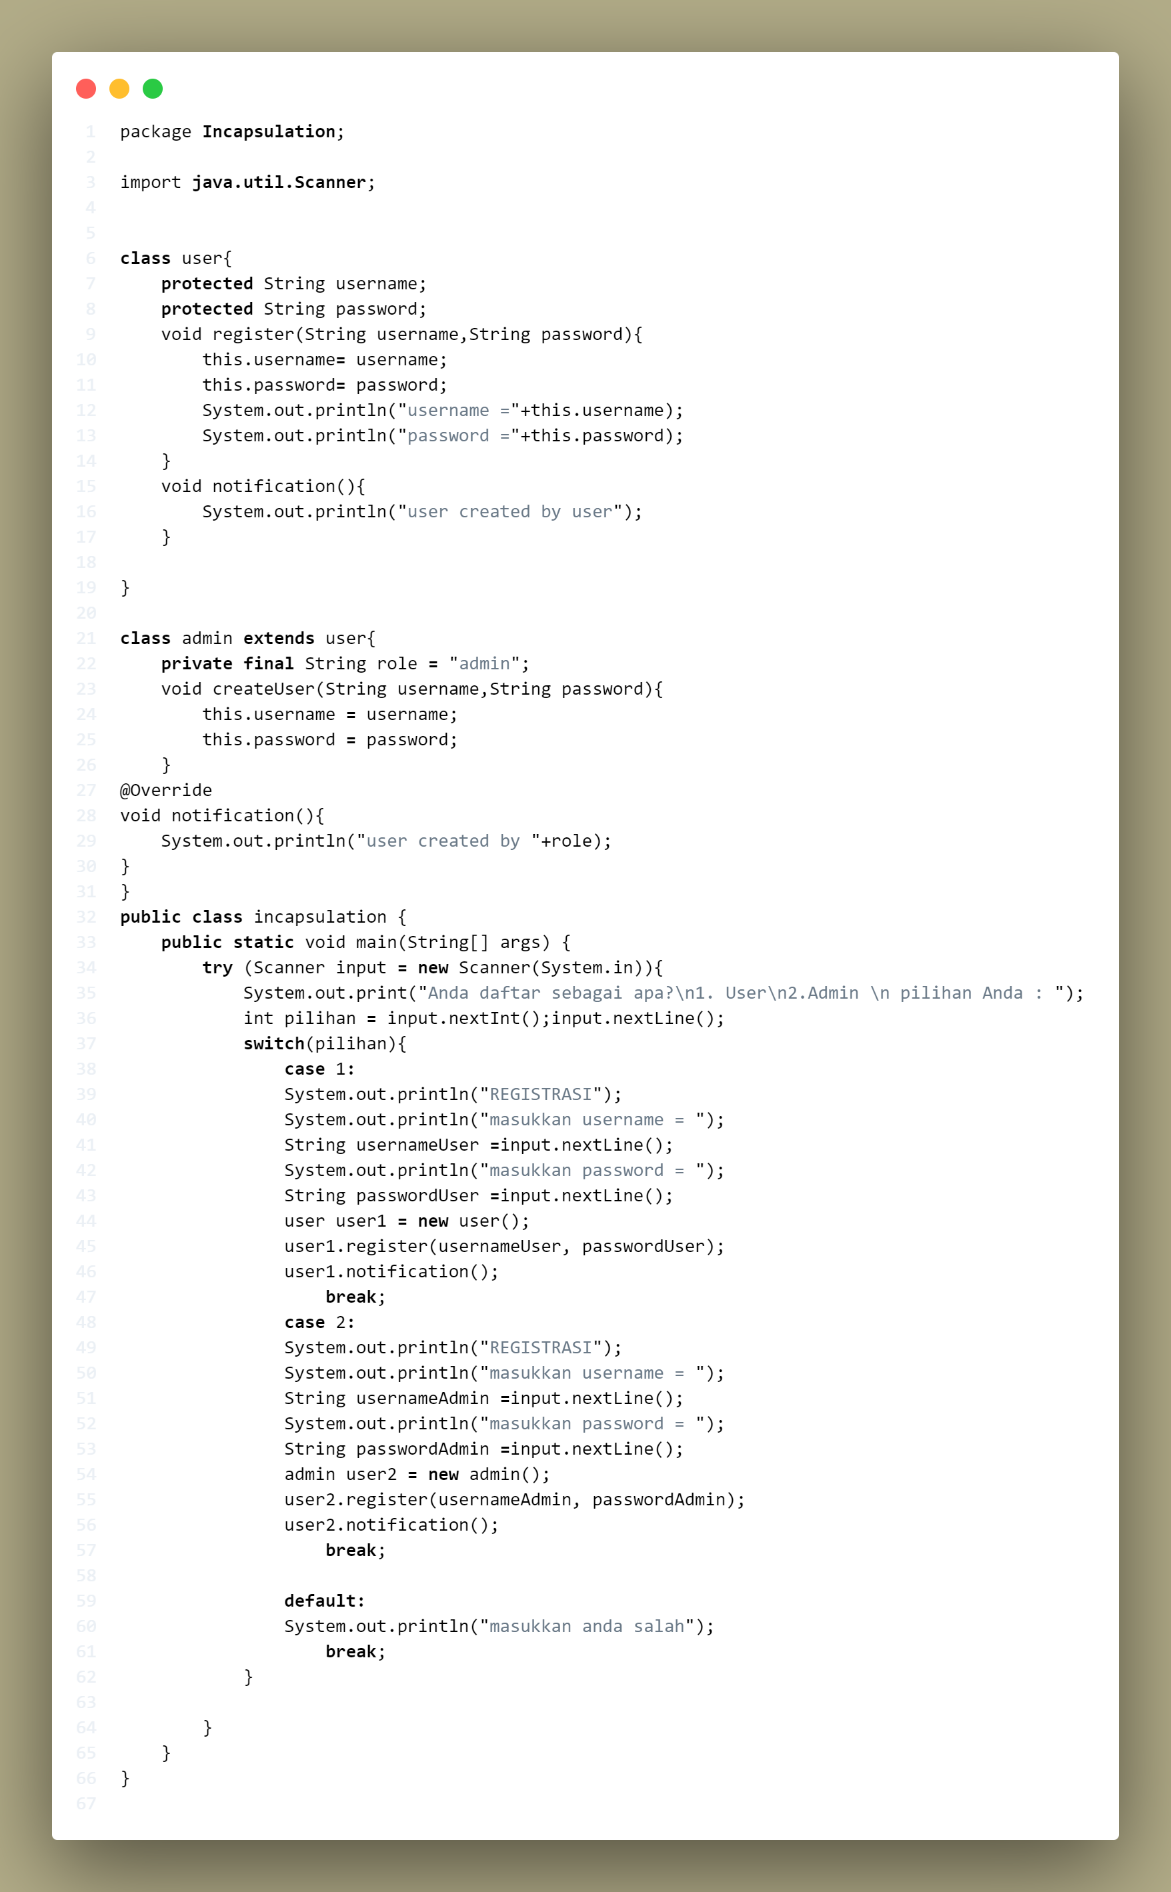 1 package Incapsulation;
2
3 import java.util.Scanner;
4
5
6 class user{
7     protected String username;
8     protected String password;
9     void register(String username,String password){
10         this.username= username;
11         this.password= password;
12         System.out.println("username ="+this.username);
13         System.out.println("password ="+this.password);
14     }
15     void notification(){
16         System.out.println("user created by user");
17     }
18
19 }
20
21 class admin extends user{
22     private final String role = "admin";
23     void createUser(String username,String password){
24         this.username = username;
25         this.password = password;
26     }
27 @Override
28 void notification(){
29     System.out.println("user created by "+role);
30 }
31 }
32 public class incapsulation {
33     public static void main(String[] args) {
34         try (Scanner input = new Scanner(System.in)){
35             System.out.print("Anda daftar sebagai apa?\n1. User\n2.Admin \n pilihan Anda : ");
36             int pilihan = input.nextInt();input.nextLine();
37             switch(pilihan){
38                 case 1:
39                 System.out.println("REGISTRASI");
40                 System.out.println("masukkan username = ");
41                 String usernameUser =input.nextLine();
42                 System.out.println("masukkan password = ");
43                 String passwordUser =input.nextLine();
44                 user user1 = new user();
45                 user1.register(usernameUser, passwordUser);
46                 user1.notification();
47                     break;
48                 case 2:
49                 System.out.println("REGISTRASI");
50                 System.out.println("masukkan username = ");
51                 String usernameAdmin =input.nextLine();
52                 System.out.println("masukkan password = ");
53                 String passwordAdmin =input.nextLine();
54                 admin user2 = new admin();
55                 user2.register(usernameAdmin, passwordAdmin);
56                 user2.notification();
57                     break;
58
59                 default:
60                 System.out.println("masukkan anda salah");
61                     break;
62             }
63
64         }
65     }
66 }
67